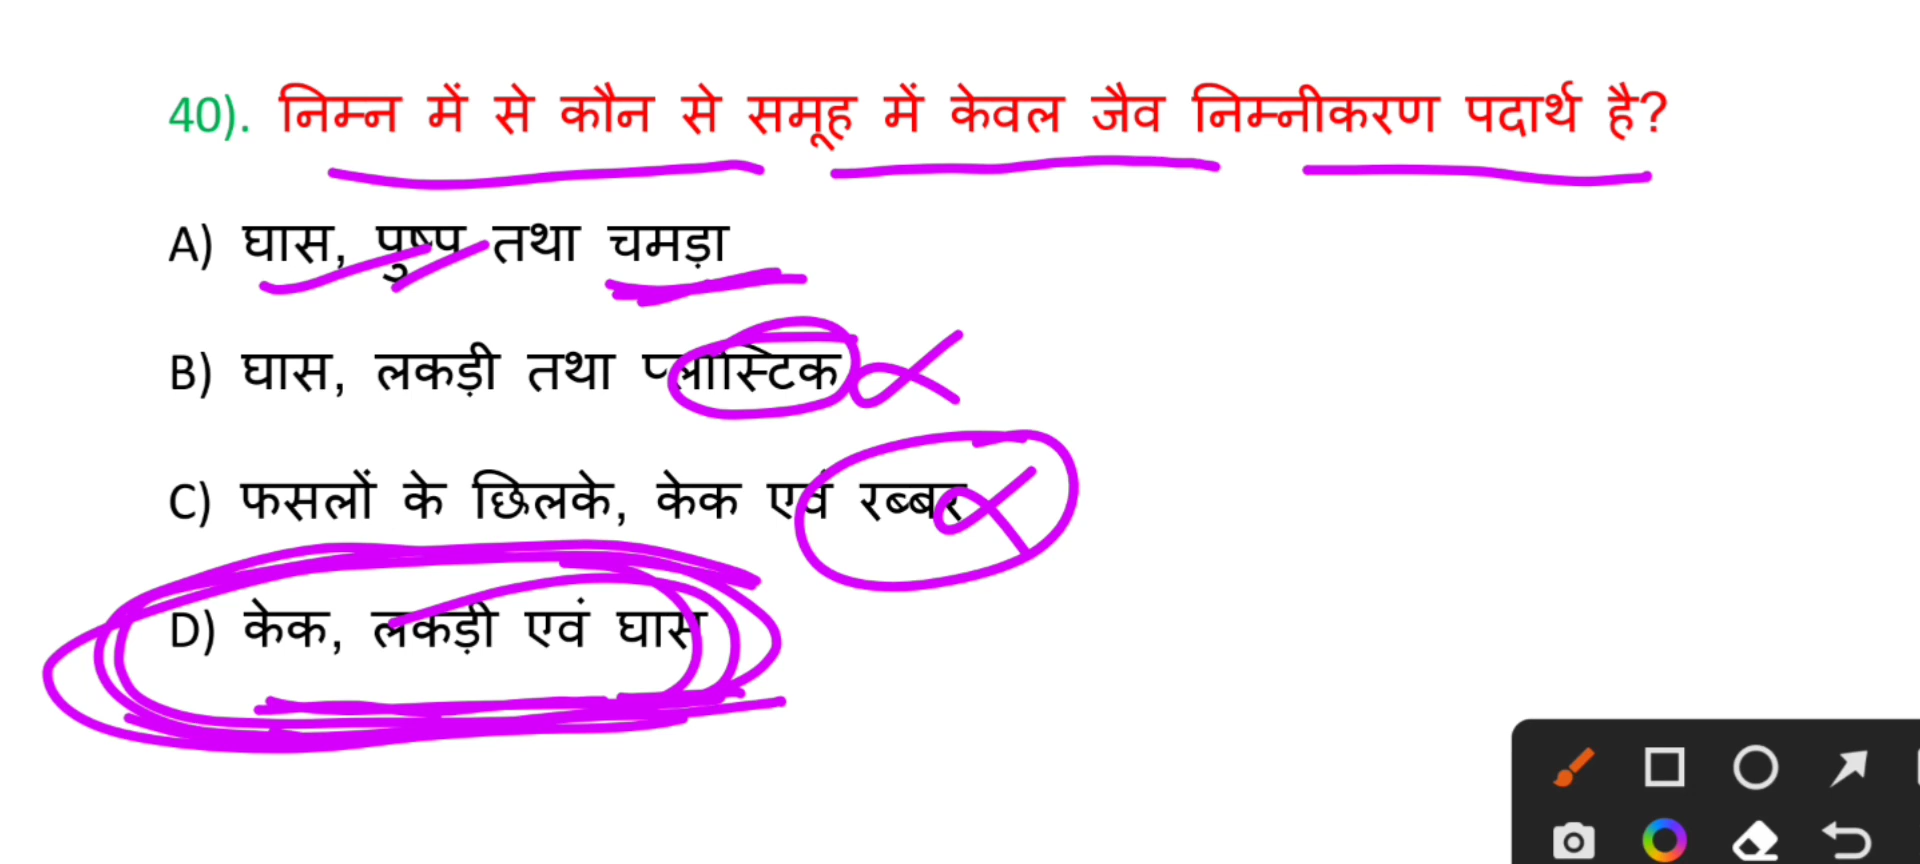 40). निम्न में से कौन से समूह में केवल जैव निम्नीकरण पदार्थ है?
A) घास, पुष्प तथा चमड़ा
B) घास, लकड़ी तथा प्लास्टिक
C) फसलों के छिलके, केक एवं रब्बर
D) केक, लकड़ी एवं घास